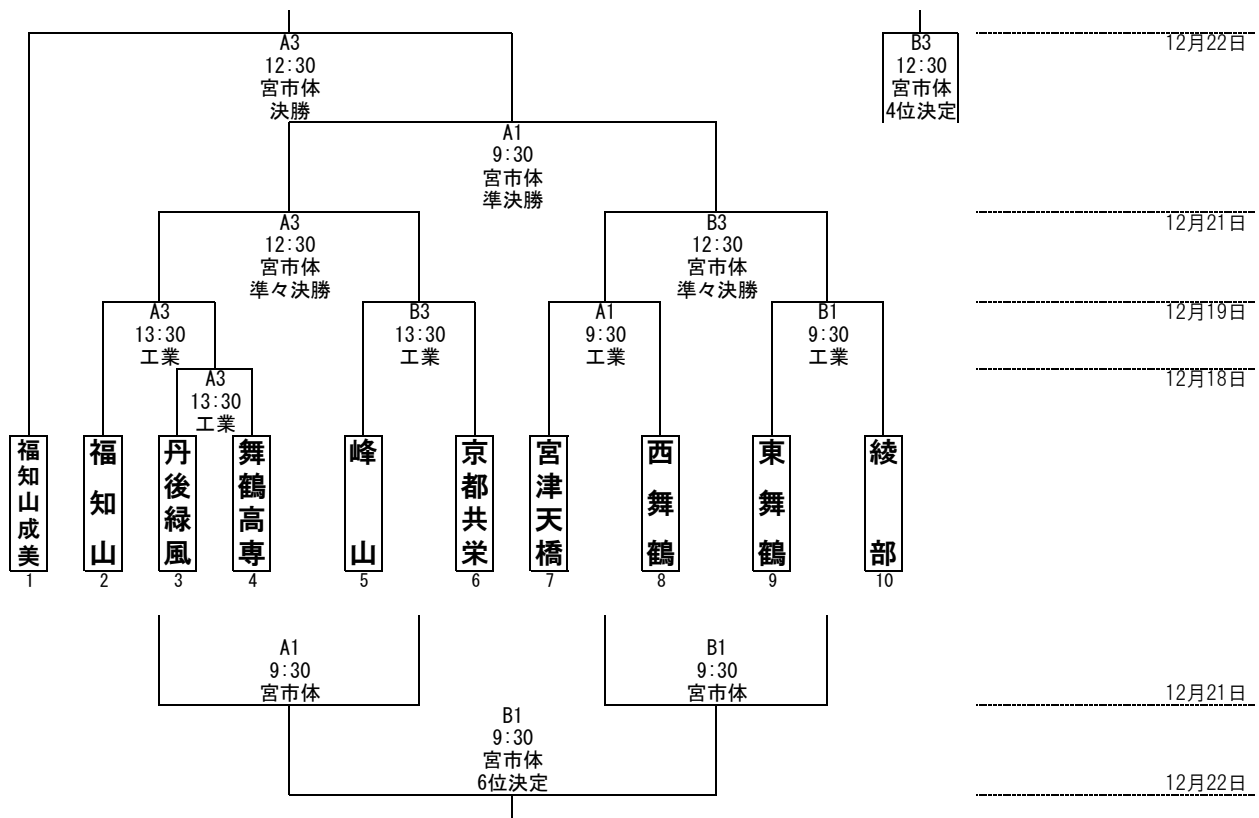 A3
12:30
宮市体
決勝
B3
12:30
宮市体
4位決定
12月22日
A1
9:30
宮市体
準決勝
A3
12:30
宮市体
準々決勝
B3
12:30
宮市体
準々決勝
12月21日
A3
13:30
工業
B3
13:30
工業
A1
9:30
工業
B1
9:30
工業
12月19日
A3
13:30
工業
12月18日
福知山成美
福知山
丹後緑風
舞鶴高専
峰山
京都共栄
宮津天橋
西舞鶴
東舞鶴
綾部
1 2 3 4 5 6 7 8 9 10
A1
9:30
宮市体
B1
9:30
宮市体
12月21日
B1
9:30
宮市体
6位決定
12月22日